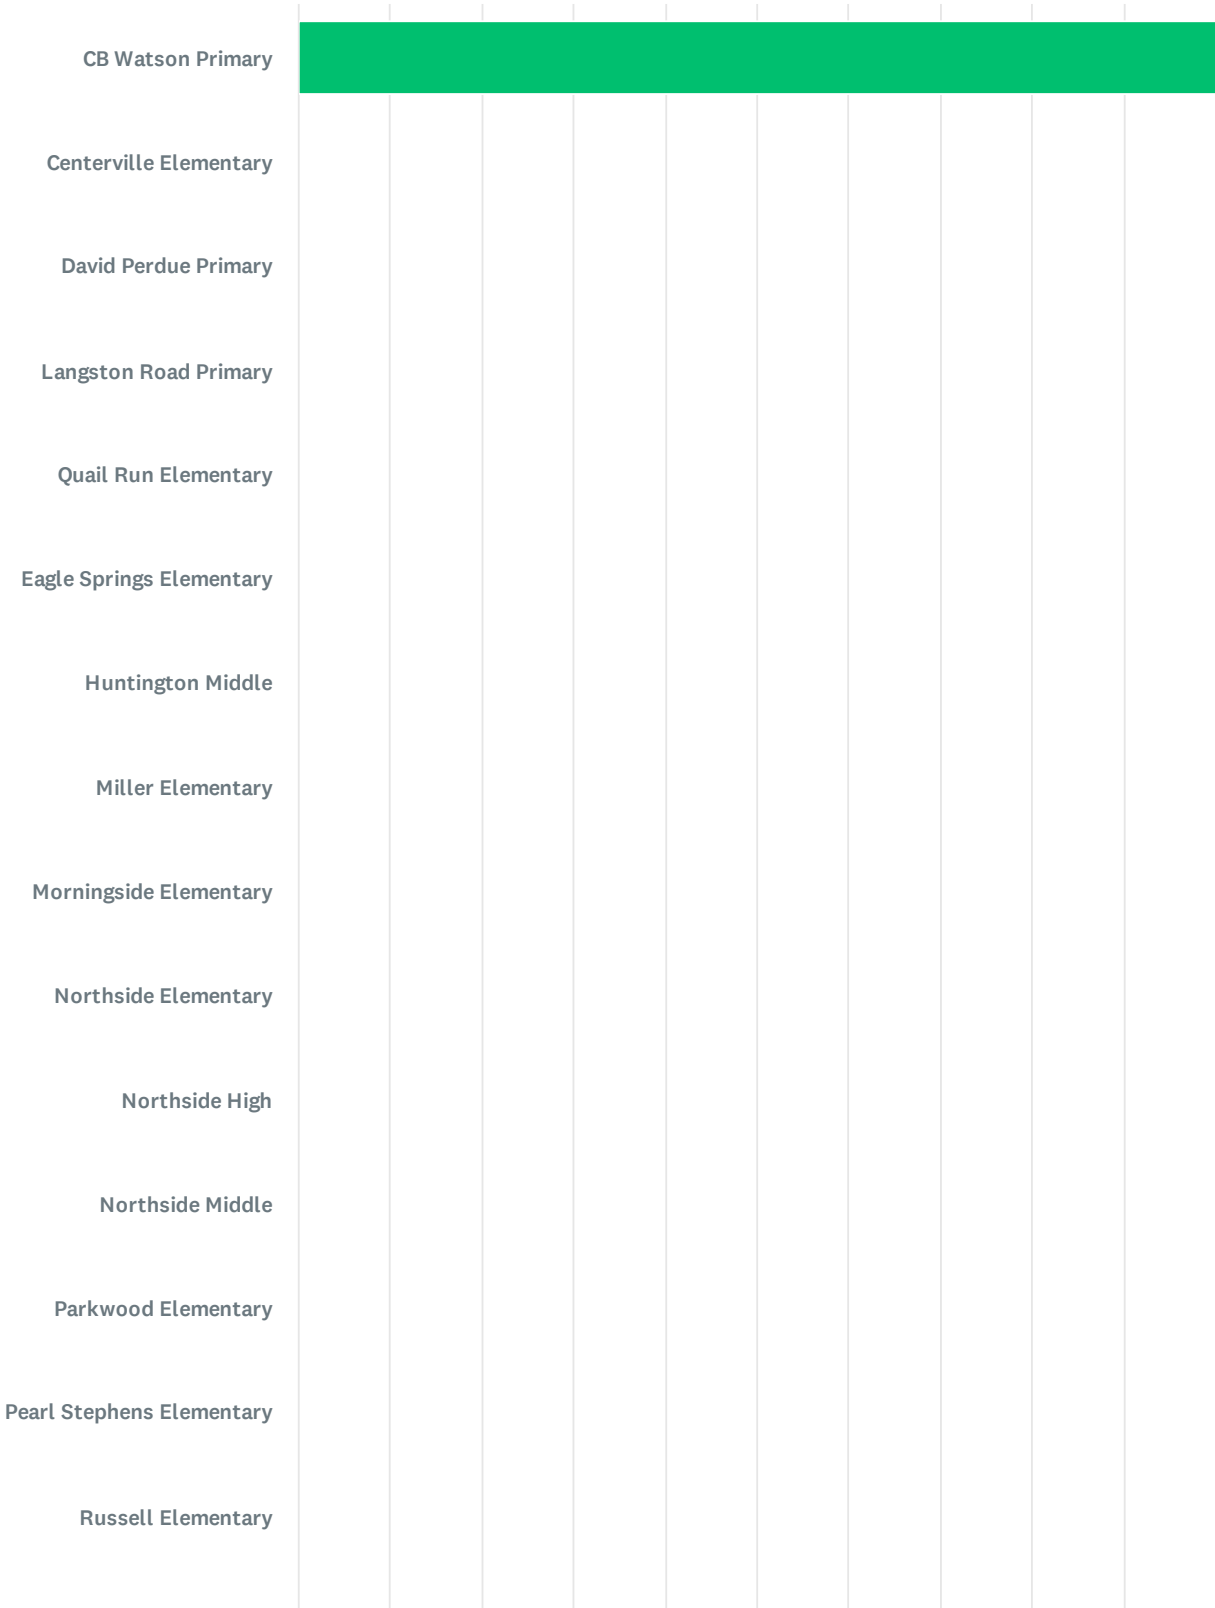 CB Watson Primary
Centerville Elementary
David Perdue Primary
Langston Road Primary
Quail Run Elementary
Eagle Springs Elementary
Huntington Middle
Miller Elementary
Morningside Elementary
Northside Elementary
Northside High
Northside Middle
Parkwood Elementary
Pearl Stephens Elementary
Russell Elementary